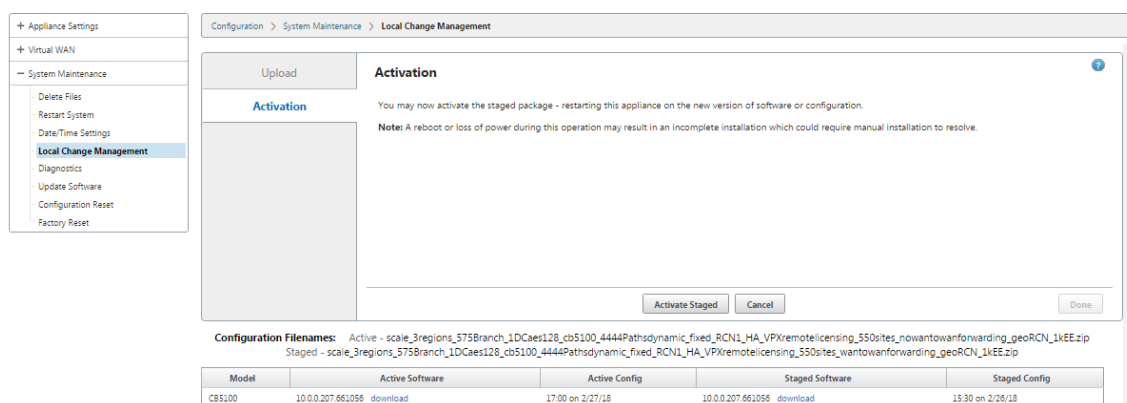 + Appliance Settings
+ Virtual WAN
− System Maintenance
Delete Files
Restart System
Date/Time Settings
Local Change Management
Diagnostics
Update Software
Configuration Reset
Factory Reset
Configuration > System Maintenance > Local Change Management
Upload
Activation
Activation
?
You may now activate the staged package - restarting this appliance on the new version of software or configuration.
Note: A reboot or loss of power during this operation may result in an incomplete installation which could require manual installation to resolve.
Activate Staged Cancel Done
Configuration Filenames: Active - scale_3regions_575Branch_1DCaes128_cb5100_4444Pathsdynamic_fixed_RCN1_HA_VPXremotelicensing_550sites_nowantowanforwarding_geoRCN_1kEE.zip
Staged - scale_3regions_575Branch_1DCaes128_cb5100_4444Pathsdynamic_fixed_RCN1_HA_VPXremotelicensing_550sites_wantowanforwarding_geoRCN_1kEE.zip
Model Active Software Active Config Staged Software Staged Config
CB5100 10.0.0.207.661056 download 17:00 on 2/27/18 10.0.0.207.661056 download 15:30 on 2/26/18